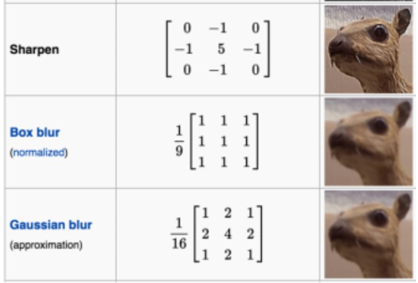 Sharpen
0 -1 0
-1 5 -1
0 -1 0
Box blur
(normalized)
1/9
1 1 1
1 1 1
1 1 1
Gaussian blur
(approximation)
1/16
1 2 1
2 4 2
1 2 1